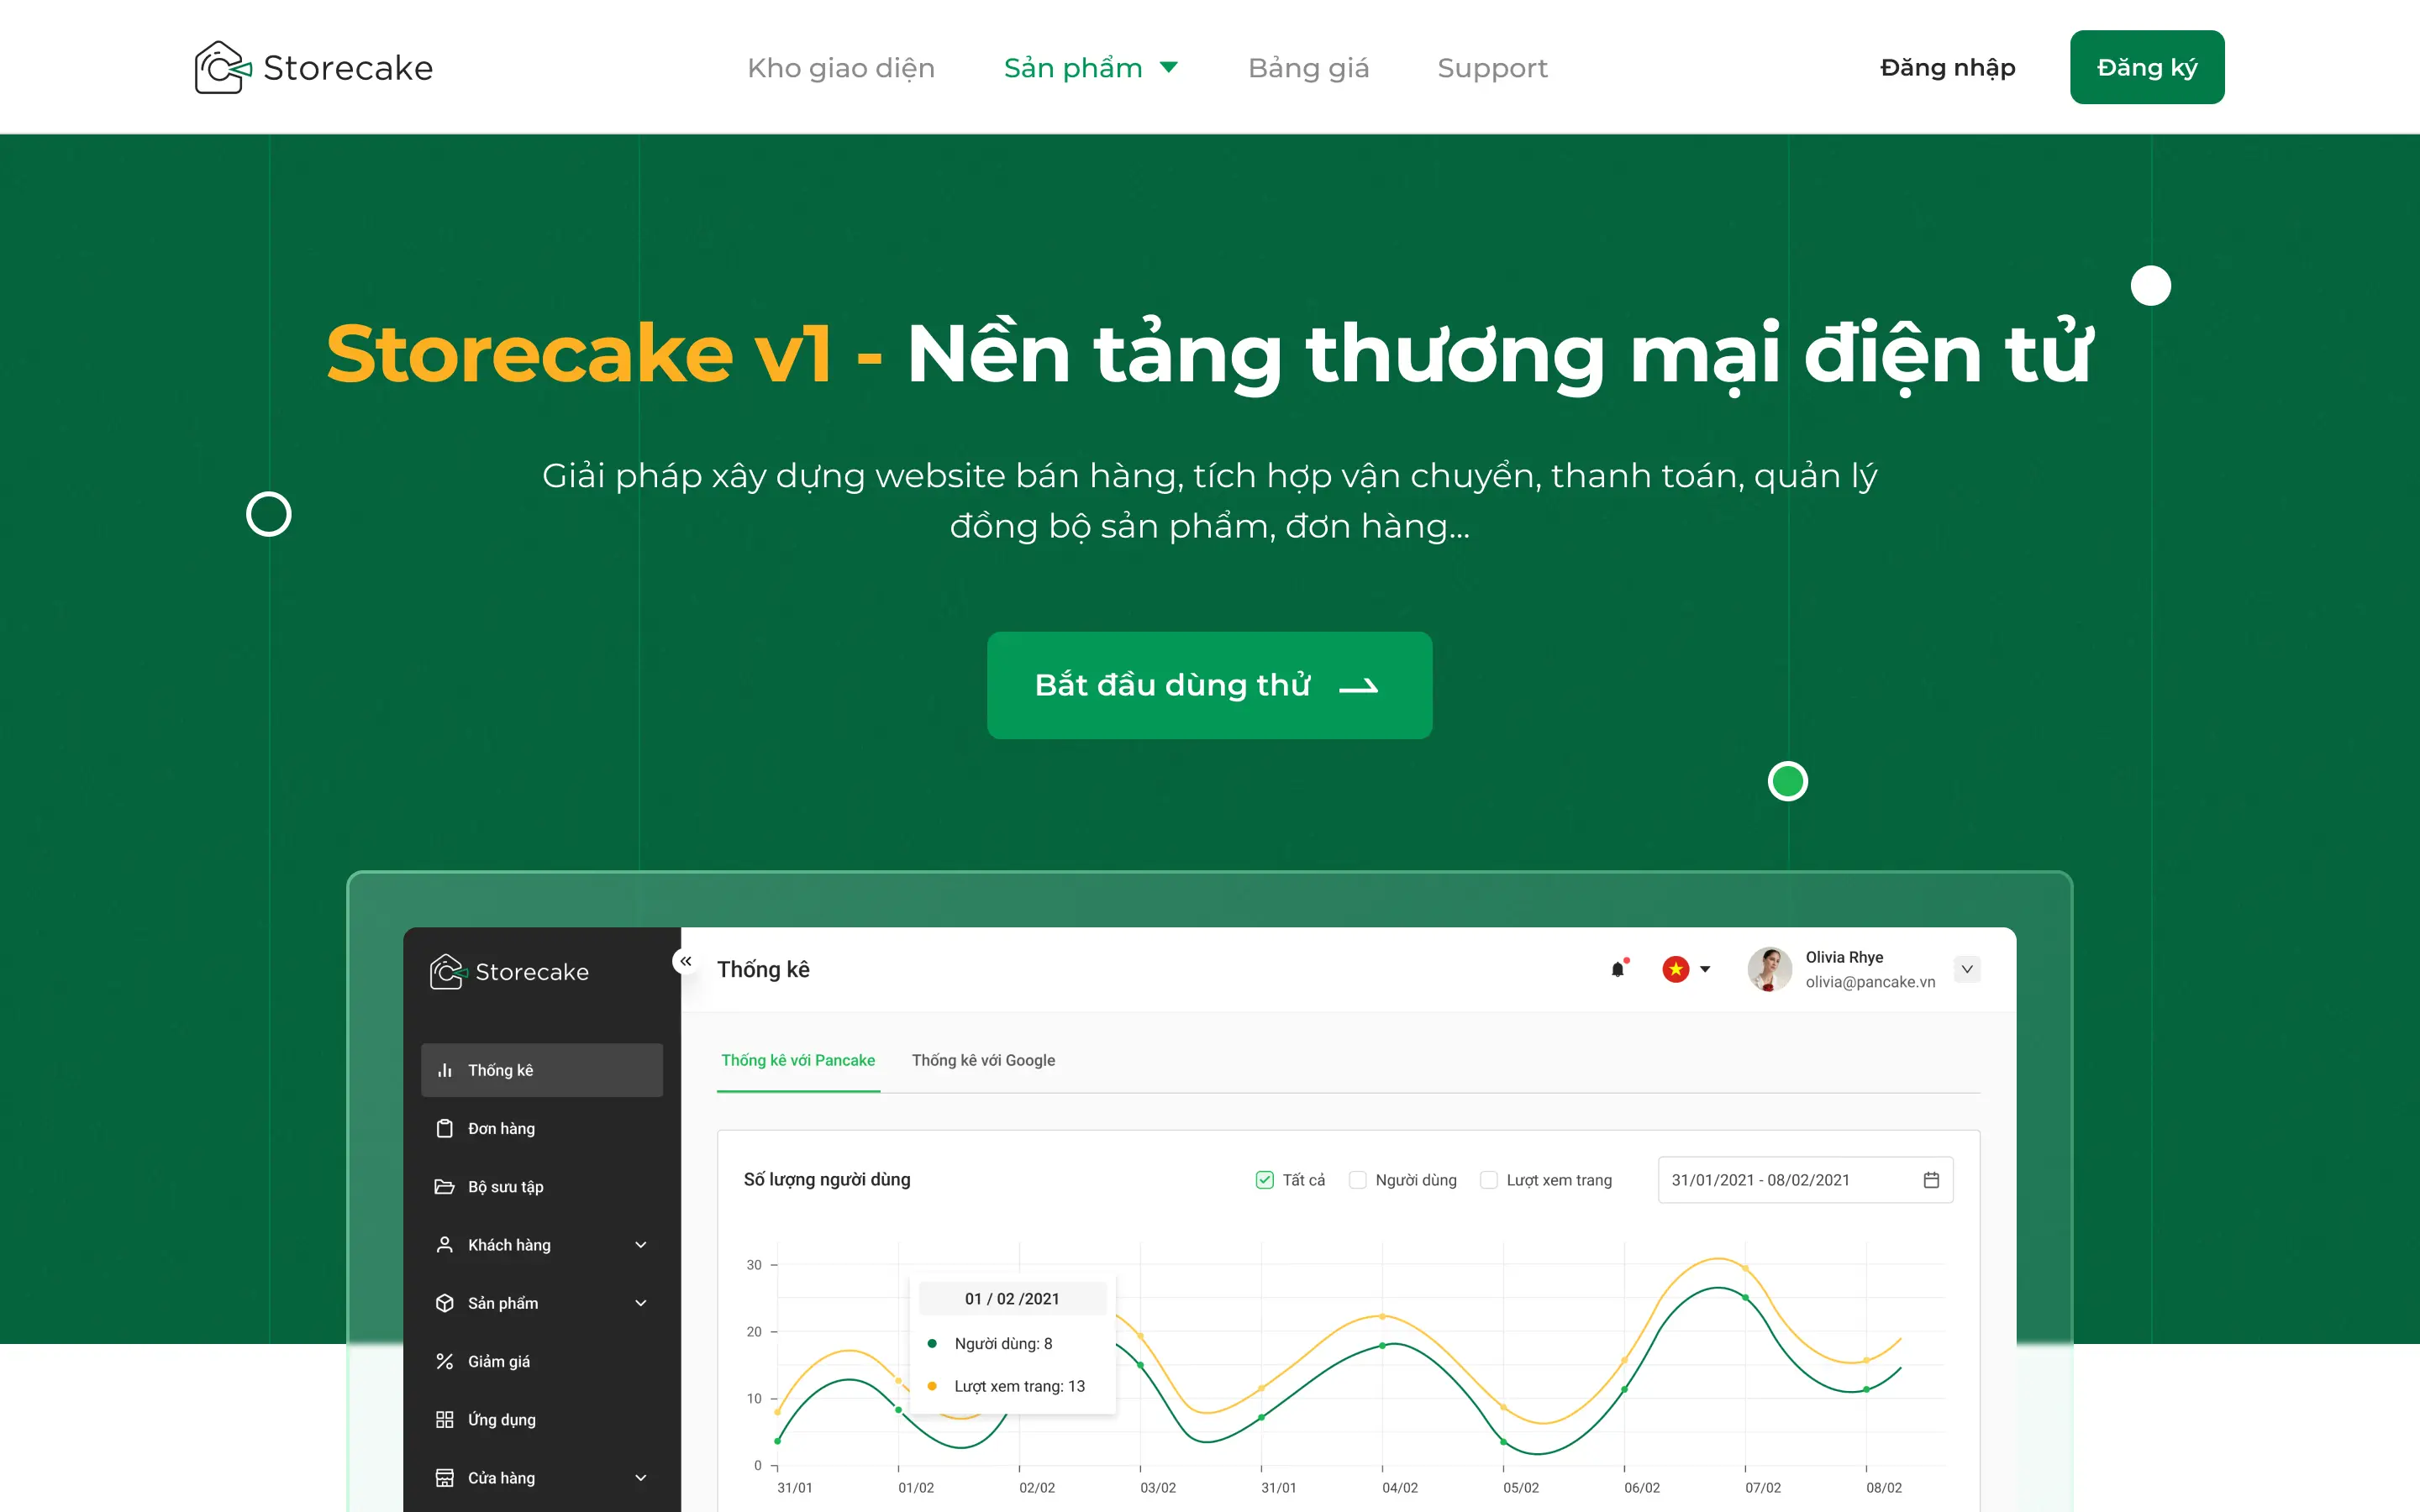 Storecake
Kho giao diện
Sản phẩm
Bảng giá
Support
Đăng nhập
Đăng ký
Storecake v1 - Nền tảng thương mại điện tử
Giải pháp xây dựng website bán hàng, tích hợp vận chuyển, thanh toán, quản lý
đồng bộ sản phẩm, đơn hàng...
Bắt đầu dùng thử
Storecake
Thống kê
Đơn hàng
Bộ sưu tập
Khách hàng
Sản phẩm
Giảm giá
Ứng dụng
Cửa hàng
Thống kê
Olivia Rhye
olivia@pancake.vn
Thống kê với Pancake
Thống kê với Google
Số lượng người dùng
Tất cả
Người dùng
Lượt xem trang
31/01/2021 - 08/02/2021
30
20
10
0
01 / 02 /2021
Người dùng: 8
Lượt xem trang: 13
31/01
01/02
02/02
03/02
31/01
04/02
05/02
06/02
07/02
08/02